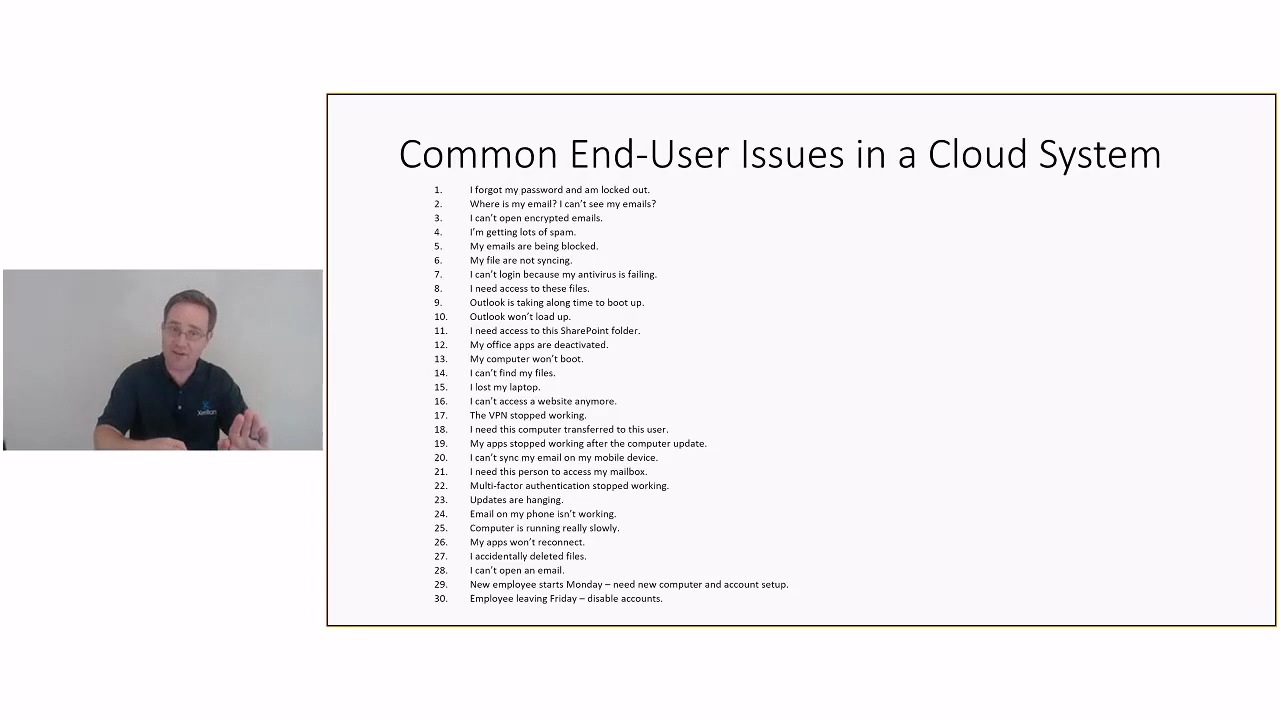 Common End-User Issues in a Cloud System
1. I forgot my password and am locked out.
2. Where is my email? I can't see my emails?
3. I can't open encrypted emails.
4. I'm getting lots of spam.
5. My emails are being blocked.
6. My file are not syncing.
7. I can't login because my antivirus is failing.
8. I need access to these files.
9. Outlook is taking along time to boot up.
10. Outlook won't load up.
11. I need access to this SharePoint folder.
12. My office apps are deactivated.
13. My computer won't boot.
14. I can't find my files.
15. I lost my laptop.
16. I can't access a website anymore.
17. The VPN stopped working.
18. I need this computer transferred to this user.
19. My apps stopped working after the computer update.
20. I can't sync my email on my mobile device.
21. I need this person to access my mailbox.
22. Multi-factor authentication stopped working.
23. Updates are hanging.
24. Email on my phone isn't working.
25. Computer is running really slowly.
26. My apps won't reconnect.
27. I accidentally deleted files.
28. I can't open an email.
29. New employee starts Monday – need new computer and account setup.
30. Employee leaving Friday – disable accounts.